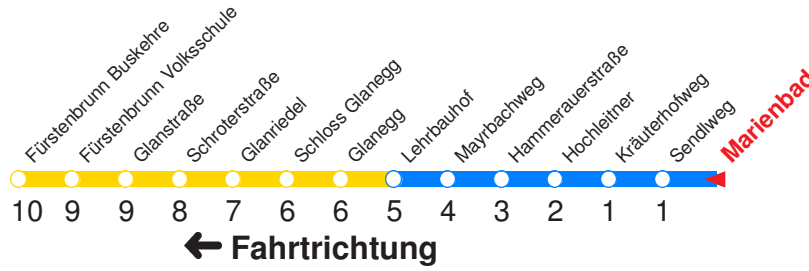 Fürstenbrunn Buskehre
Fürstenbrunn Volksschule
Glanstraße
Schroterstraße
Glanriedel
Schloss Glanegg
Glanegg
Lehrbauhof
Mayrbachweg
Hammerauerstraße
Hochleitner
Kräuterhofweg
Sendlweg
Marienbad
10 9 9 8 7 6 6 5 4 3 2 1 1
← Fahrtrichtung